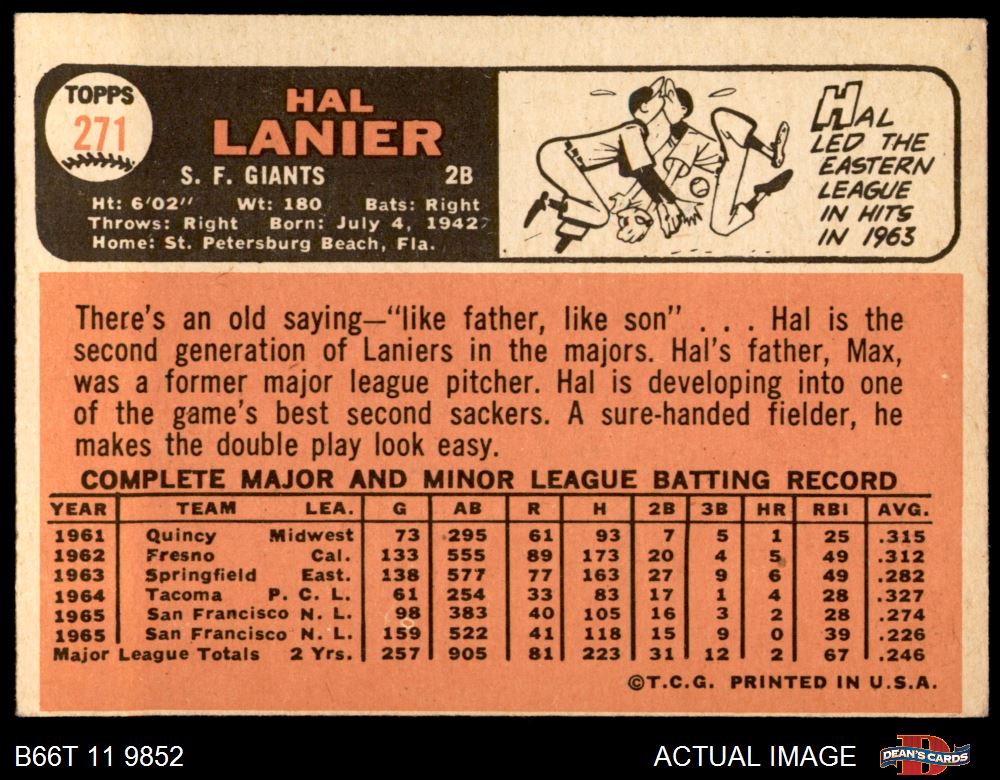 TOPPS
271
HAL
LANIER
S. F. GIANTS 2B
Ht: 6'02" Wt: 180 Bats: Right
Throws: Right Born: July 4, 1942
Home: St. Petersburg Beach, Fla.
HAL
LED THE
EASTERN
LEAGUE
IN HITS
IN 1963
There's an old saying—"like father, like son" . . . Hal is the
second generation of Laniers in the majors. Hal's father, Max,
was a former major league pitcher. Hal is developing into one
of the game's best second sackers. A sure-handed fielder, he
makes the double play look easy.
COMPLETE MAJOR AND MINOR LEAGUE BATTING RECORD
YEAR TEAM LEA. G AB R H 2B 3B HR RBI AVG.
1961 Quincy Midwest 73 295 61 93 7 5 1 25 .315
1962 Fresno Cal. 133 555 89 173 20 4 5 49 .312
1963 Springfield East. 138 577 77 163 27 9 6 49 .282
1964 Tacoma P. C. L. 61 254 33 83 17 1 4 28 .327
1965 San Francisco N. L. 98 383 40 105 16 3 2 28 .274
1965 San Francisco N. L. 159 522 41 118 15 9 0 39 .226
Major League Totals 2 Yrs. 257 905 81 223 31 12 2 67 .246
©T.C.G. PRINTED IN U.S.A.
B66T 11 9852 ACTUAL IMAGE
DEAN'S CARDS